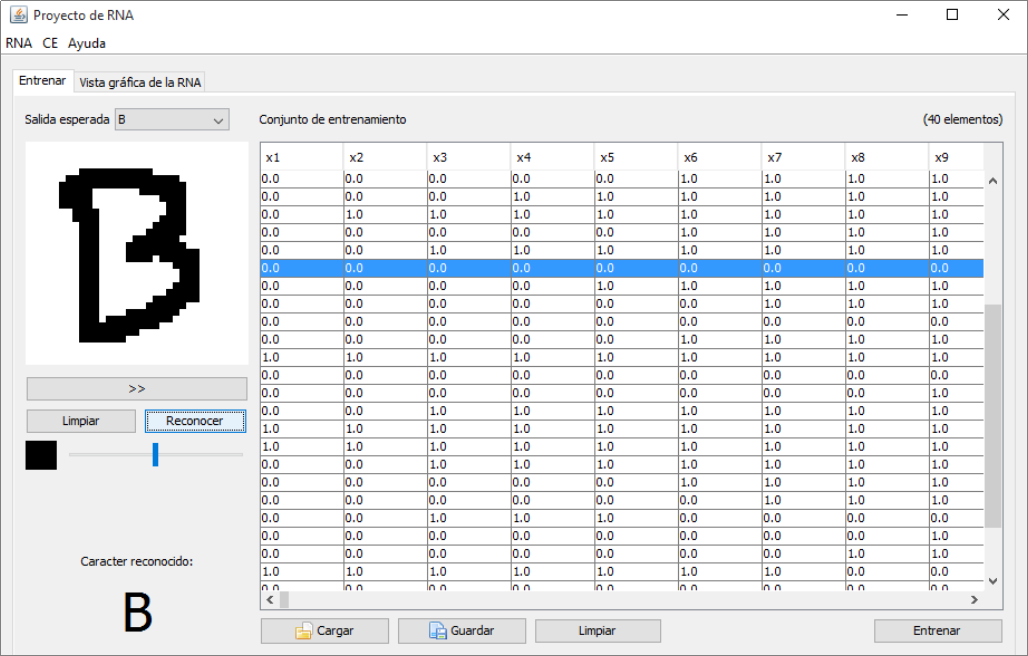 Proyecto de RNA
RNA CE Ayuda
Entrenar Vista gráfica de la RNA
Salida esperada B
Conjunto de entrenamiento (40 elementos)
x1 x2 x3 x4 x5 x6 x7 x8 x9
0.0 0.0 0.0 0.0 0.0 1.0 1.0 1.0 1.0
0.0 0.0 0.0 1.0 1.0 1.0 1.0 1.0 1.0
0.0 1.0 1.0 1.0 1.0 1.0 1.0 1.0 1.0
0.0 0.0 0.0 0.0 0.0 1.0 1.0 1.0 1.0
0.0 0.0 1.0 1.0 1.0 1.0 1.0 1.0 1.0
0.0 0.0 0.0 0.0 0.0 0.0 0.0 0.0 0.0
0.0 0.0 0.0 0.0 1.0 1.0 1.0 1.0 1.0
0.0 0.0 0.0 0.0 0.0 0.0 1.0 1.0 1.0
0.0 0.0 0.0 0.0 0.0 0.0 0.0 0.0 0.0
0.0 0.0 0.0 0.0 0.0 1.0 1.0 1.0 1.0
1.0 1.0 1.0 1.0 1.0 1.0 1.0 1.0 1.0
0.0 0.0 0.0 0.0 0.0 0.0 0.0 0.0 0.0
0.0 0.0 0.0 0.0 0.0 0.0 0.0 0.0 0.0
0.0 0.0 1.0 1.0 1.0 1.0 1.0 1.0 1.0
1.0 1.0 1.0 1.0 1.0 1.0 1.0 1.0 1.0
1.0 1.0 1.0 1.0 1.0 1.0 1.0 1.0 1.0
0.0 0.0 1.0 1.0 1.0 1.0 1.0 1.0 1.0
0.0 0.0 0.0 0.0 0.0 1.0 1.0 1.0 1.0
0.0 0.0 0.0 0.0 0.0 0.0 1.0 1.0 1.0
0.0 0.0 1.0 1.0 1.0 0.0 0.0 0.0 0.0
0.0 0.0 0.0 0.0 0.0 0.0 0.0 0.0 1.0
0.0 0.0 0.0 0.0 0.0 0.0 0.0 1.0 1.0
1.0 1.0 1.0 1.0 1.0 1.0 1.0 0.0 1.0
B
>>
Limpiar Reconocer
Caracter reconocido:
B
Cargar Guardar Limpiar Entrenar